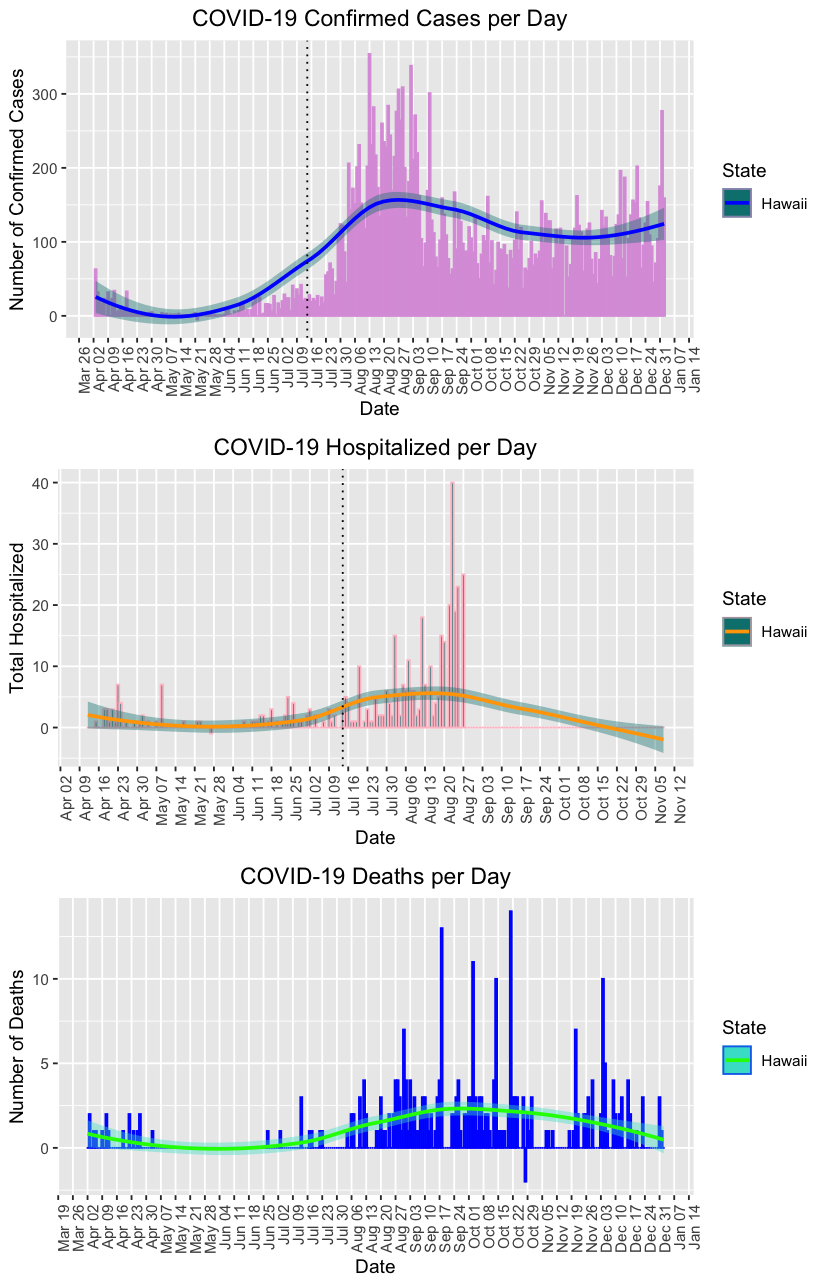 COVID-19 Confirmed Cases per Day
Number of Confirmed Cases
300
200
100
0
State
Hawaii
Mar 26 Apr 02 Apr 09 Apr 16 Apr 23 Apr 30 May 07 May 14 May 21 May 28 Jun 04 Jun 11 Jun 18 Jun 25 Jul 02 Jul 09 Jul 16 Jul 23 Jul 30 Aug 06 Aug 13 Aug 20 Aug 27 Sep 03 Sep 10 Sep 17 Sep 24 Oct 01 Oct 08 Oct 15 Oct 22 Oct 29 Nov 05 Nov 12 Nov 19 Nov 26 Dec 03 Dec 10 Dec 17 Dec 24 Dec 31 Jan 07 Jan 14
Date
COVID-19 Hospitalized per Day
Total Hospitalized
40
30
20
10
0
State
Hawaii
Apr 02 Apr 09 Apr 16 Apr 23 Apr 30 May 07 May 14 May 21 May 28 Jun 04 Jun 11 Jun 18 Jun 25 Jul 02 Jul 09 Jul 16 Jul 23 Jul 30 Aug 06 Aug 13 Aug 20 Aug 27 Sep 03 Sep 10 Sep 17 Sep 24 Oct 01 Oct 08 Oct 15 Oct 22 Oct 29 Nov 05 Nov 12
Date
COVID-19 Deaths per Day
Number of Deaths
10
5
0
State
Hawaii
Mar 19 Mar 26 Apr 02 Apr 09 Apr 16 Apr 23 Apr 30 May 07 May 14 May 21 May 28 Jun 04 Jun 11 Jun 18 Jun 25 Jul 02 Jul 09 Jul 16 Jul 23 Jul 30 Aug 06 Aug 13 Aug 20 Aug 27 Sep 03 Sep 10 Sep 17 Sep 24 Oct 01 Oct 08 Oct 15 Oct 22 Oct 29 Nov 05 Nov 12 Nov 19 Nov 26 Dec 03 Dec 10 Dec 17 Dec 24 Dec 31 Jan 07 Jan 14
Date